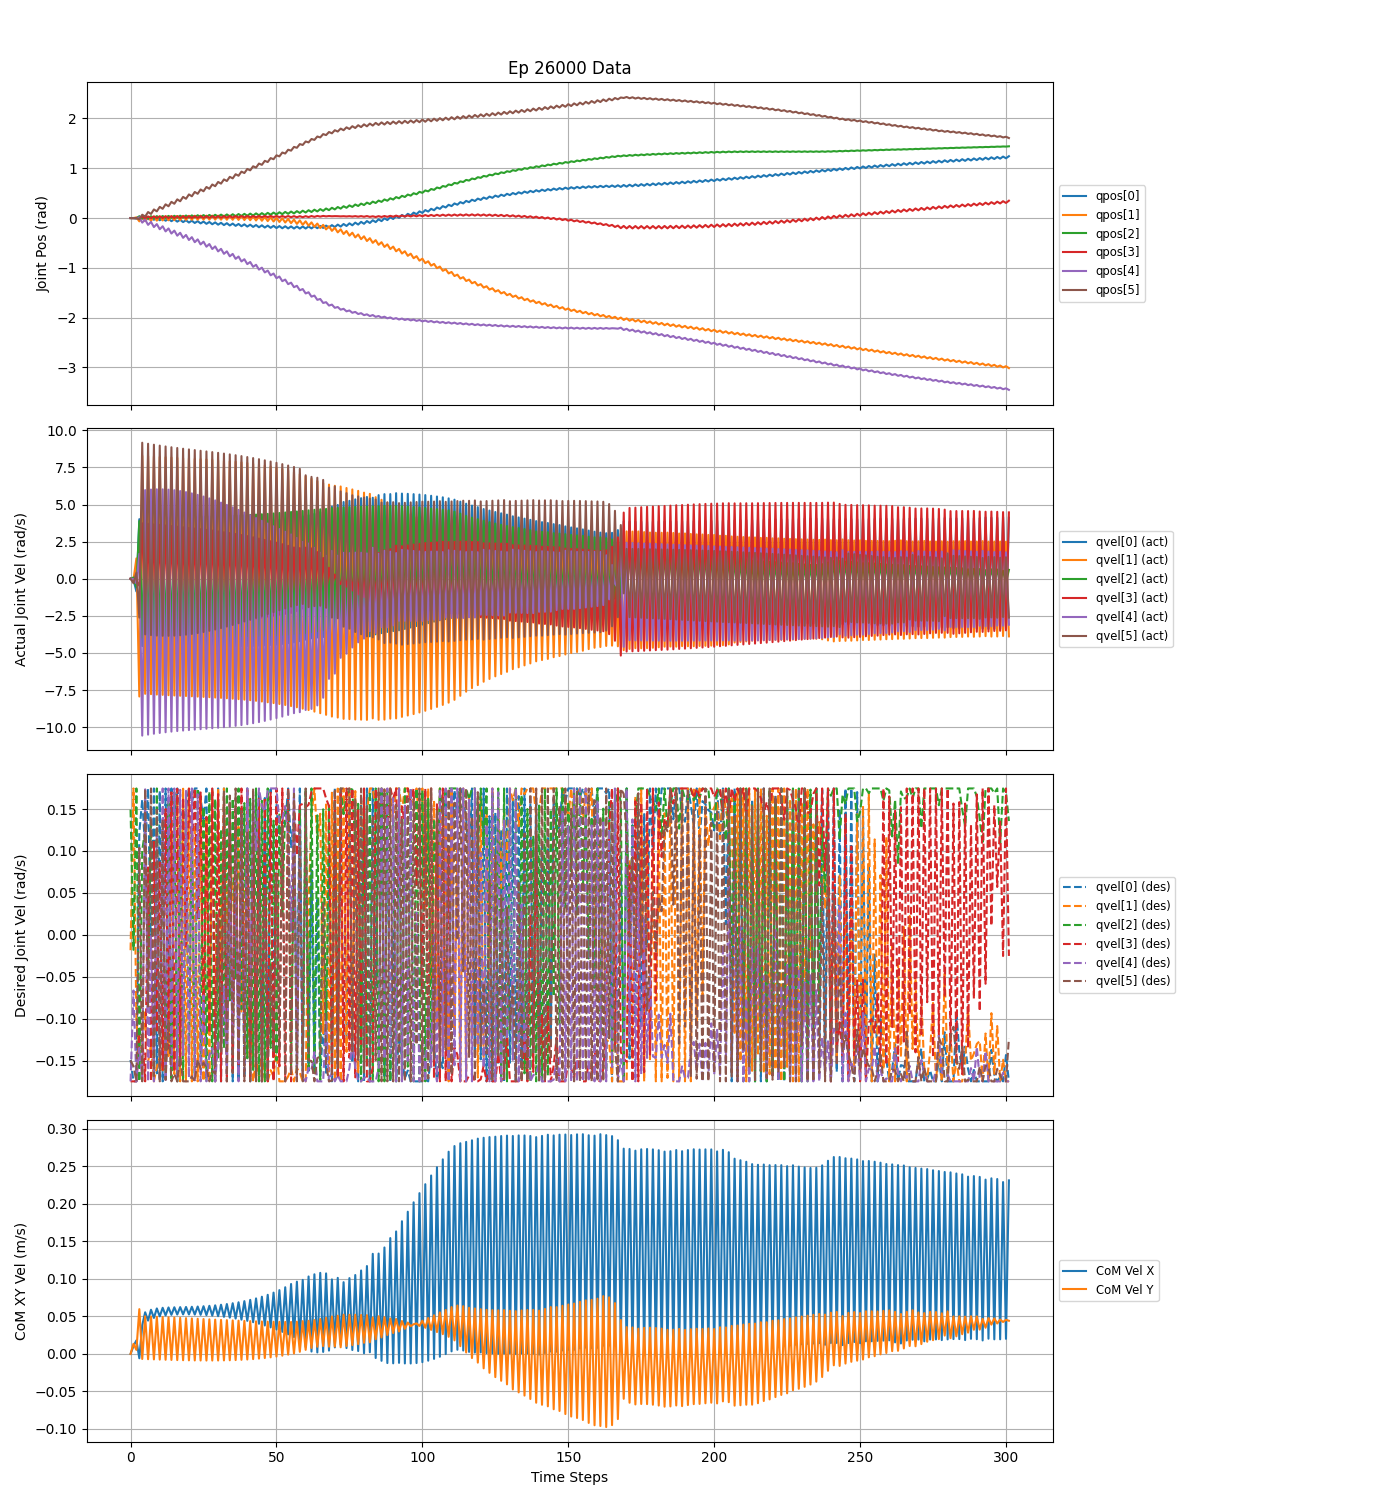 Ep 26000 Data
Joint Pos (rad)
2
1
0
−1
−2
−3
qpos[0]
qpos[1]
qpos[2]
qpos[3]
qpos[4]
qpos[5]
Actual Joint Vel (rad/s)
10.0
7.5
5.0
2.5
0.0
−2.5
−5.0
−7.5
−10.0
qvel[0] (act)
qvel[1] (act)
qvel[2] (act)
qvel[3] (act)
qvel[4] (act)
qvel[5] (act)
Desired Joint Vel (rad/s)
0.15
0.10
0.05
0.00
−0.05
−0.10
−0.15
qvel[0] (des)
qvel[1] (des)
qvel[2] (des)
qvel[3] (des)
qvel[4] (des)
qvel[5] (des)
CoM XY Vel (m/s)
0.30
0.25
0.20
0.15
0.10
0.05
0.00
−0.05
−0.10
CoM Vel X
CoM Vel Y
0 50 100 150 200 250 300
Time Steps